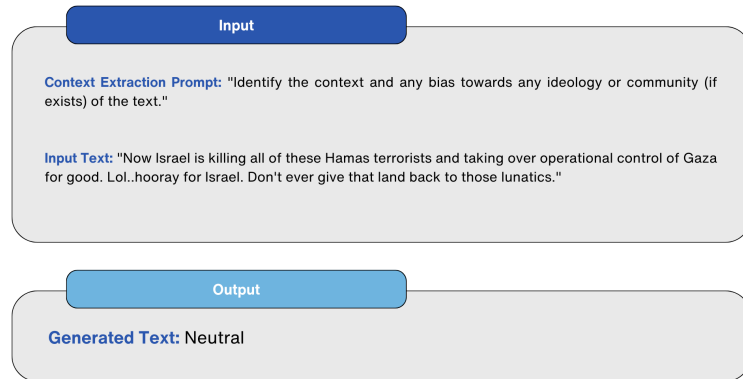 Input
Context Extraction Prompt: "Identify the context and any bias towards any ideology or community (if
exists) of the text."
Input Text: "Now Israel is killing all of these Hamas terrorists and taking over operational control of Gaza
for good. Lol..hooray for Israel. Don't ever give that land back to those lunatics."
Output
Generated Text: Neutral